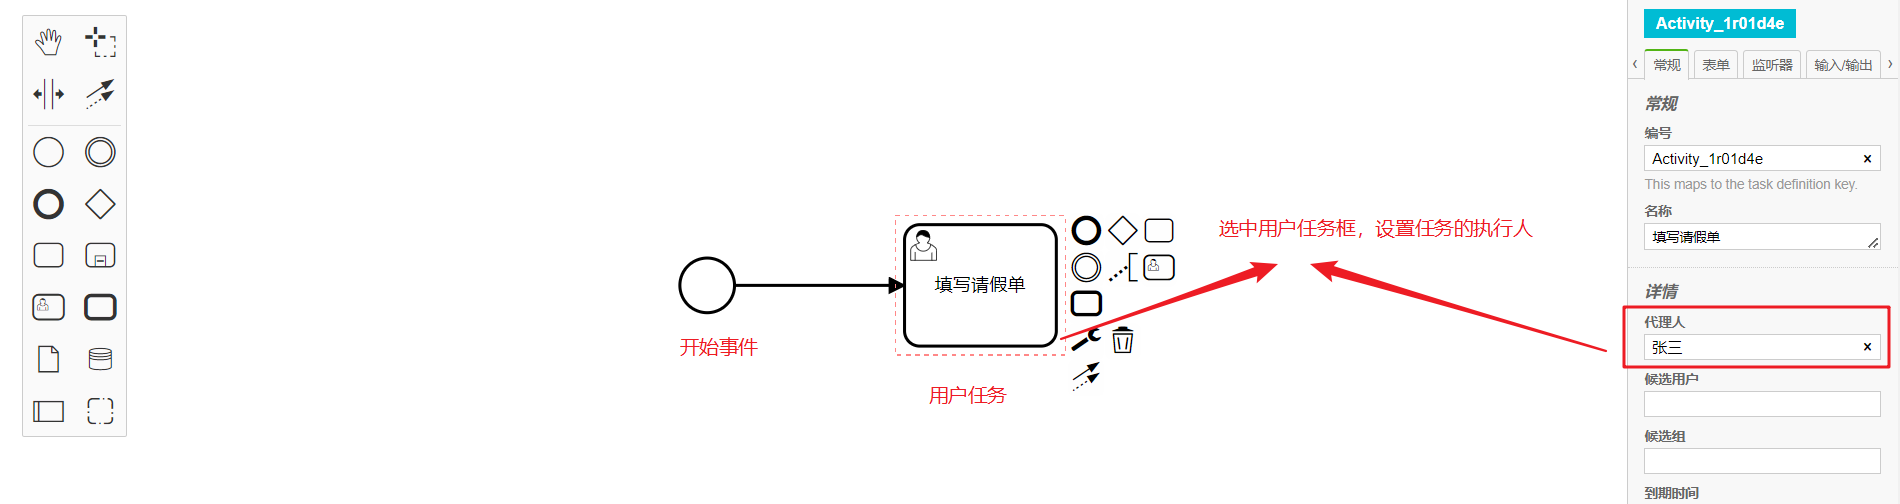 Activity_1r01d4e
常规
表单
监听器
输入/输出
常规
编号
Activity_1r01d4e
This maps to the task definition key.
名称
填写请假单
详情
代理人
张三
候选用户
候选组
到期时间
选中用户任务框，设置任务的执行人
填写请假单
开始事件
用户任务